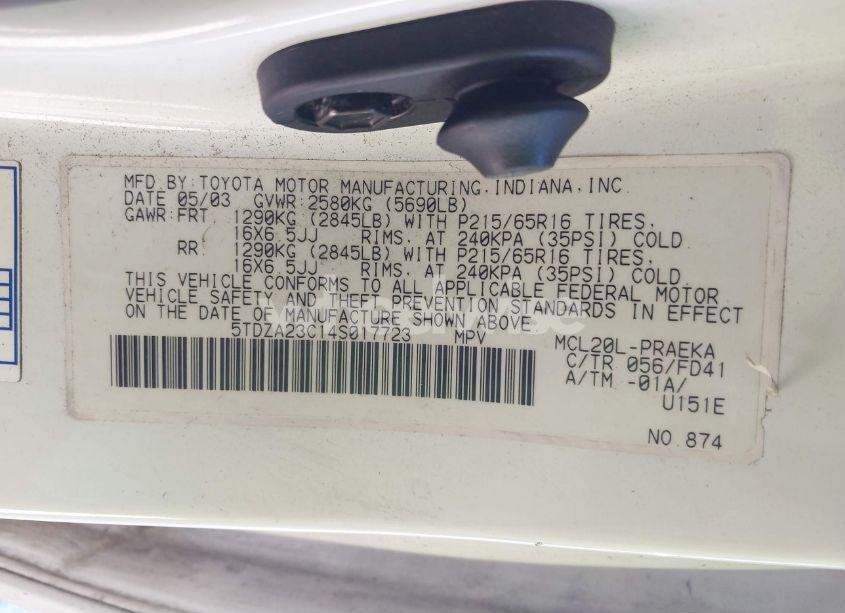 MFD. BY: TOYOTA MOTOR MANUFACTURING, INDIANA, INC.
DATE 05/03 GVWR: 2580KG (5690LB)
GAWR: FRT. 1290KG (2845LB) WITH P215/65R16 TIRES,
16X6.5JJ RIMS. AT 240KPA (35PSI) COLD
RR. 1290KG (2845LB) WITH P215/65R16 TIRES,
16X6.5JJ RIMS. AT 240KPA (35PSI) COLD
THIS VEHICLE CONFORMS TO ALL APPLICABLE FEDERAL MOTOR
VEHICLE SAFETY AND THEFT PREVENTION STANDARDS IN EFFECT
ON THE DATE OF MANUFACTURE SHOWN ABOVE.
5TDZA23C14S017723 MPV
MCL20L-PRAEKA
C/TR 056/FD41
A/TM -01A/
U151E
NO. 874